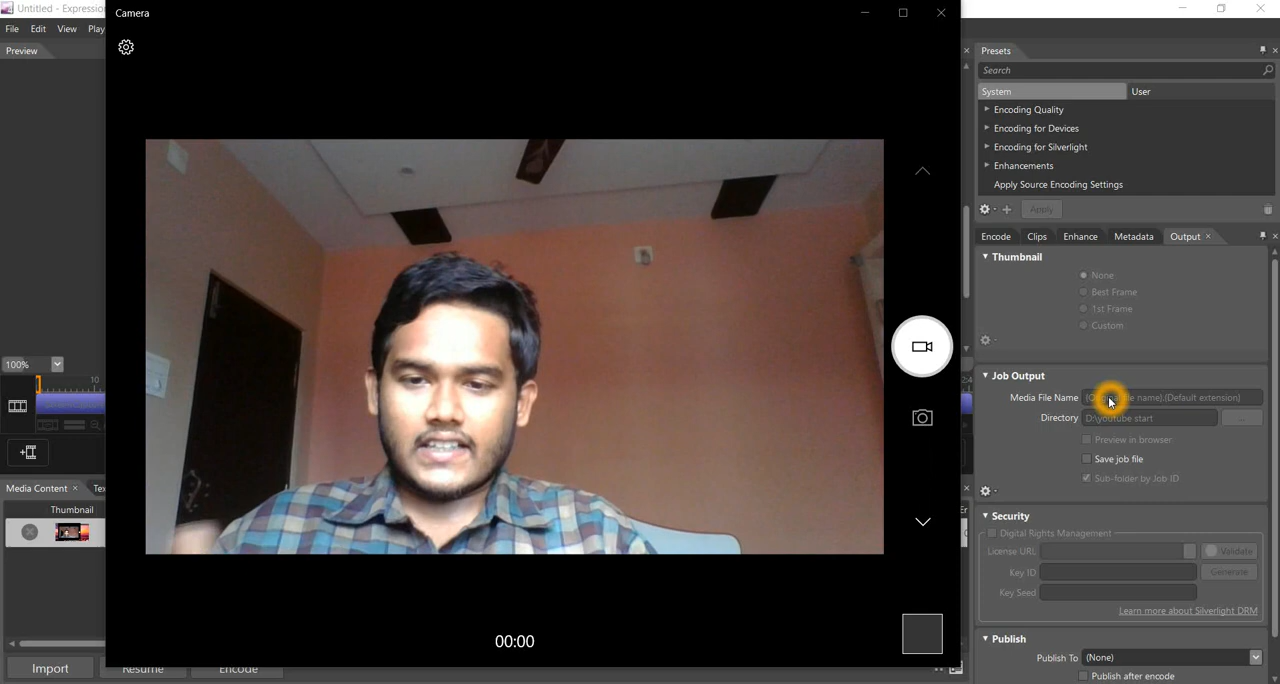 Untitled - Expression
File Edit View Play
Preview
Camera
100%
10
Media Content
Thumbnail
Import
Resume
Encode
00:00
Presets
Search
System
User
Encoding Quality
Encoding for Devices
Encoding for Silverlight
Enhancements
Apply Source Encoding Settings
Apply
Encode Clips Enhance Metadata Output
Thumbnail
None
Best Frame
1st Frame
Custom
Job Output
Media File Name name).(Default extension)
Directory D:\youtube start
...
Preview in browser
Save job file
Sub-folder by Job ID
Security
Digital Rights Management
License URL
Validate
Key ID
Generate
Key Seed
Learn more about Silverlight DRM
Publish
Publish To (None)
Publish after encode